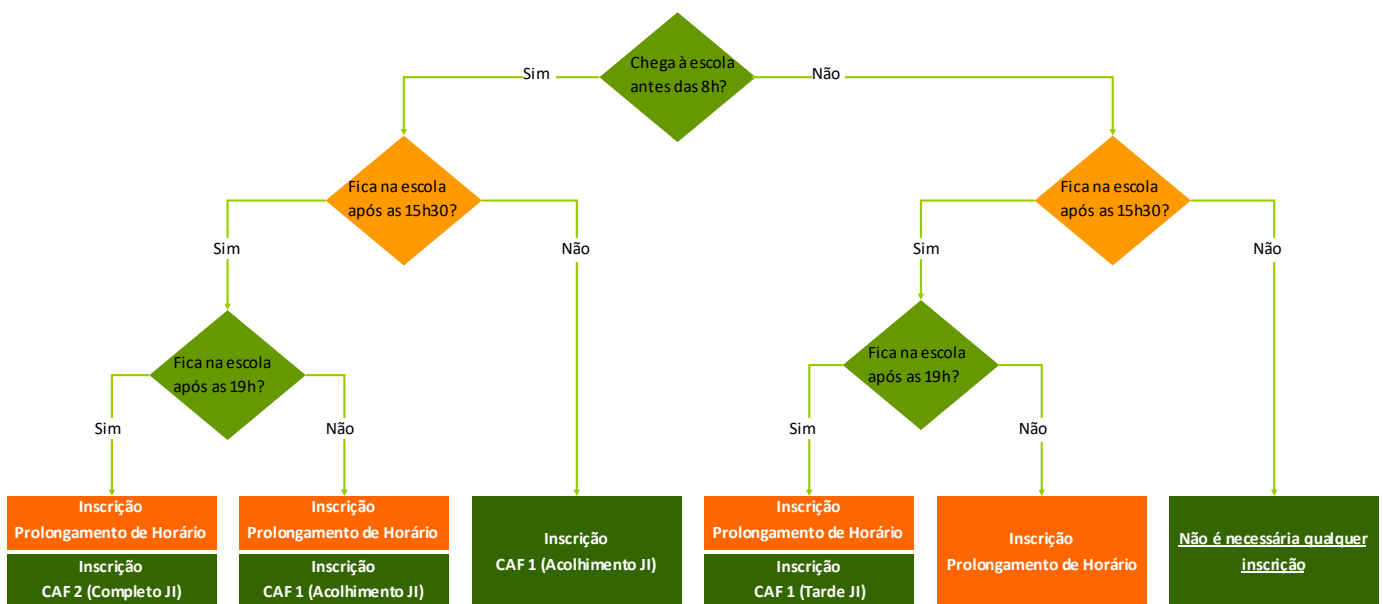 Chega à escola
antes das 8h?
Sim
Não
Fica na escola
após as 15h30?
Fica na escola
após as 15h30?
Sim
Não
Sim
Não
Fica na escola
após as 19h?
Fica na escola
após as 19h?
Sim
Não
Sim
Não
Inscrição
Prolongamento de Horário
Inscrição
CAF 2 (Completo JI)
Inscrição
Prolongamento de Horário
Inscrição
CAF 1 (Acolhimento JI)
Inscrição
CAF 1 (Acolhimento JI)
Inscrição
Prolongamento de Horário
Inscrição
CAF 1 (Tarde JI)
Inscrição
Prolongamento de Horário
Não é necessária qualquer
inscrição